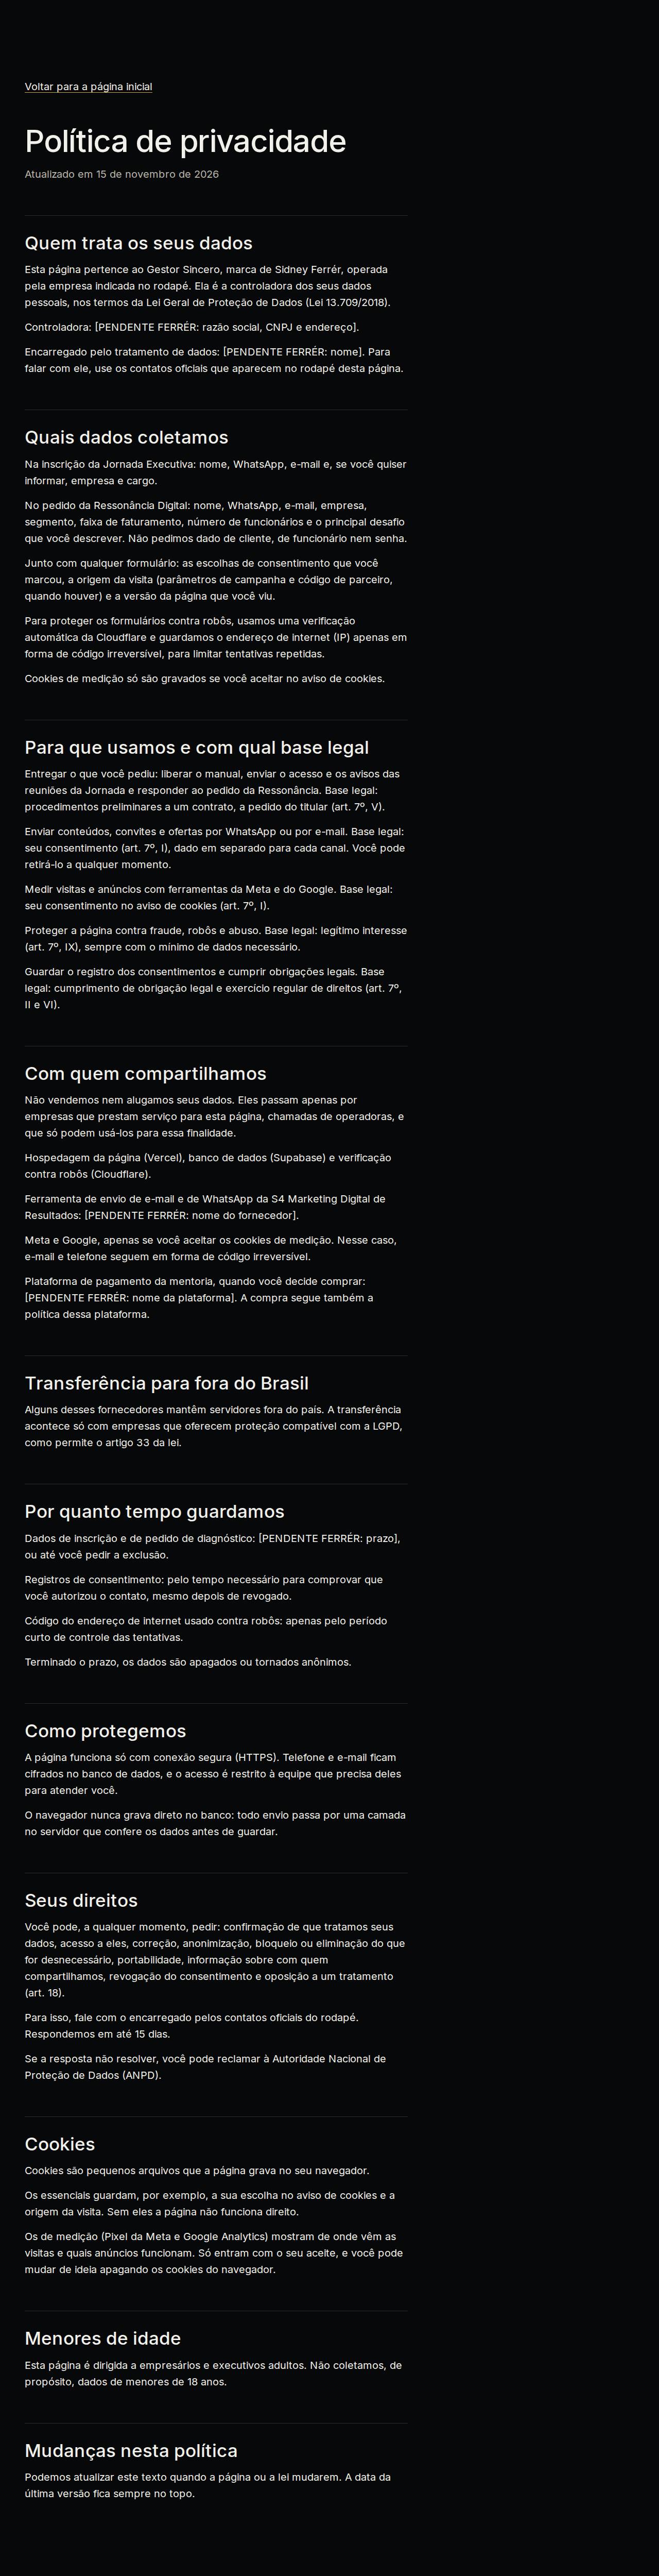 Voltar para a página inicial
Política de privacidade
Atualizado em 15 de novembro de 2026
Quem trata os seus dados
Esta página pertence ao Gestor Sincero, marca de Sidney Ferrér, operada
pela empresa indicada no rodapé. Ela é a controladora dos seus dados
pessoais, nos termos da Lei Geral de Proteção de Dados (Lei 13.709/2018).
Controladora: [PENDENTE FERRÉR: razão social, CNPJ e endereço].
Encarregado pelo tratamento de dados: [PENDENTE FERRÉR: nome]. Para
falar com ele, use os contatos oficiais que aparecem no rodapé desta página.
Quais dados coletamos
Na inscrição da Jornada Executiva: nome, WhatsApp, e-mail e, se você quiser
informar, empresa e cargo.
No pedido da Ressonância Digital: nome, WhatsApp, e-mail, empresa,
segmento, faixa de faturamento, número de funcionários e o principal desafio
que você descrever. Não pedimos dado de cliente, de funcionário nem senha.
Junto com qualquer formulário: as escolhas de consentimento que você
marcou, a origem da visita (parâmetros de campanha e código de parceiro,
quando houver) e a versão da página que você viu.
Para proteger os formulários contra robôs, usamos uma verificação
automática da Cloudflare e guardamos o endereço de internet (IP) apenas em
forma de código irreversível, para limitar tentativas repetidas.
Cookies de medição só são gravados se você aceitar no aviso de cookies.
Para que usamos e com qual base legal
Entregar o que você pediu: liberar o manual, enviar o acesso e os avisos das
reuniões da Jornada e responder ao pedido da Ressonância. Base legal:
procedimentos preliminares a um contrato, a pedido do titular (art. 7º, V).
Enviar conteúdos, convites e ofertas por WhatsApp ou por e-mail. Base legal:
seu consentimento (art. 7º, I), dado em separado para cada canal. Você pode
retirá-lo a qualquer momento.
Medir visitas e anúncios com ferramentas da Meta e do Google. Base legal:
seu consentimento no aviso de cookies (art. 7º, I).
Proteger a página contra fraude, robôs e abuso. Base legal: legítimo interesse
(art. 7º, IX), sempre com o mínimo de dados necessário.
Guardar o registro dos consentimentos e cumprir obrigações legais. Base
legal: cumprimento de obrigação legal e exercício regular de direitos (art. 7º,
II e VI).
Com quem compartilhamos
Não vendemos nem alugamos seus dados. Eles passam apenas por
empresas que prestam serviço para esta página, chamadas de operadoras, e
que só podem usá-los para essa finalidade.
Hospedagem da página (Vercel), banco de dados (Supabase) e verificação
contra robôs (Cloudflare).
Ferramenta de envio de e-mail e de WhatsApp da S4 Marketing Digital de
Resultados: [PENDENTE FERRÉR: nome do fornecedor].
Meta e Google, apenas se você aceitar os cookies de medição. Nesse caso,
e-mail e telefone seguem em forma de código irreversível.
Plataforma de pagamento da mentoria, quando você decide comprar:
[PENDENTE FERRÉR: nome da plataforma]. A compra segue também a
política dessa plataforma.
Transferência para fora do Brasil
Alguns desses fornecedores mantêm servidores fora do país. A transferência
acontece só com empresas que oferecem proteção compatível com a LGPD,
como permite o artigo 33 da lei.
Por quanto tempo guardamos
Dados de inscrição e de pedido de diagnóstico: [PENDENTE FERRÉR: prazo],
ou até você pedir a exclusão.
Registros de consentimento: pelo tempo necessário para comprovar que
você autorizou o contato, mesmo depois de revogado.
Código do endereço de internet usado contra robôs: apenas pelo período
curto de controle das tentativas.
Terminado o prazo, os dados são apagados ou tornados anônimos.
Como protegemos
A página funciona só com conexão segura (HTTPS). Telefone e e-mail ficam
cifrados no banco de dados, e o acesso é restrito à equipe que precisa deles
para atender você.
O navegador nunca grava direto no banco: todo envio passa por uma camada
no servidor que confere os dados antes de guardar.
Seus direitos
Você pode, a qualquer momento, pedir: confirmação de que tratamos seus
dados, acesso a eles, correção, anonimização, bloqueio ou eliminação do que
for desnecessário, portabilidade, informação sobre com quem
compartilhamos, revogação do consentimento e oposição a um tratamento
(art. 18).
Para isso, fale com o encarregado pelos contatos oficiais do rodapé.
Respondemos em até 15 dias.
Se a resposta não resolver, você pode reclamar à Autoridade Nacional de
Proteção de Dados (ANPD).
Cookies
Cookies são pequenos arquivos que a página grava no seu navegador.
Os essenciais guardam, por exemplo, a sua escolha no aviso de cookies e a
origem da visita. Sem eles a página não funciona direito.
Os de medição (Pixel da Meta e Google Analytics) mostram de onde vêm as
visitas e quais anúncios funcionam. Só entram com o seu aceite, e você pode
mudar de ideia apagando os cookies do navegador.
Menores de idade
Esta página é dirigida a empresários e executivos adultos. Não coletamos, de
propósito, dados de menores de 18 anos.
Mudanças nesta política
Podemos atualizar este texto quando a página ou a lei mudarem. A data da
última versão fica sempre no topo.